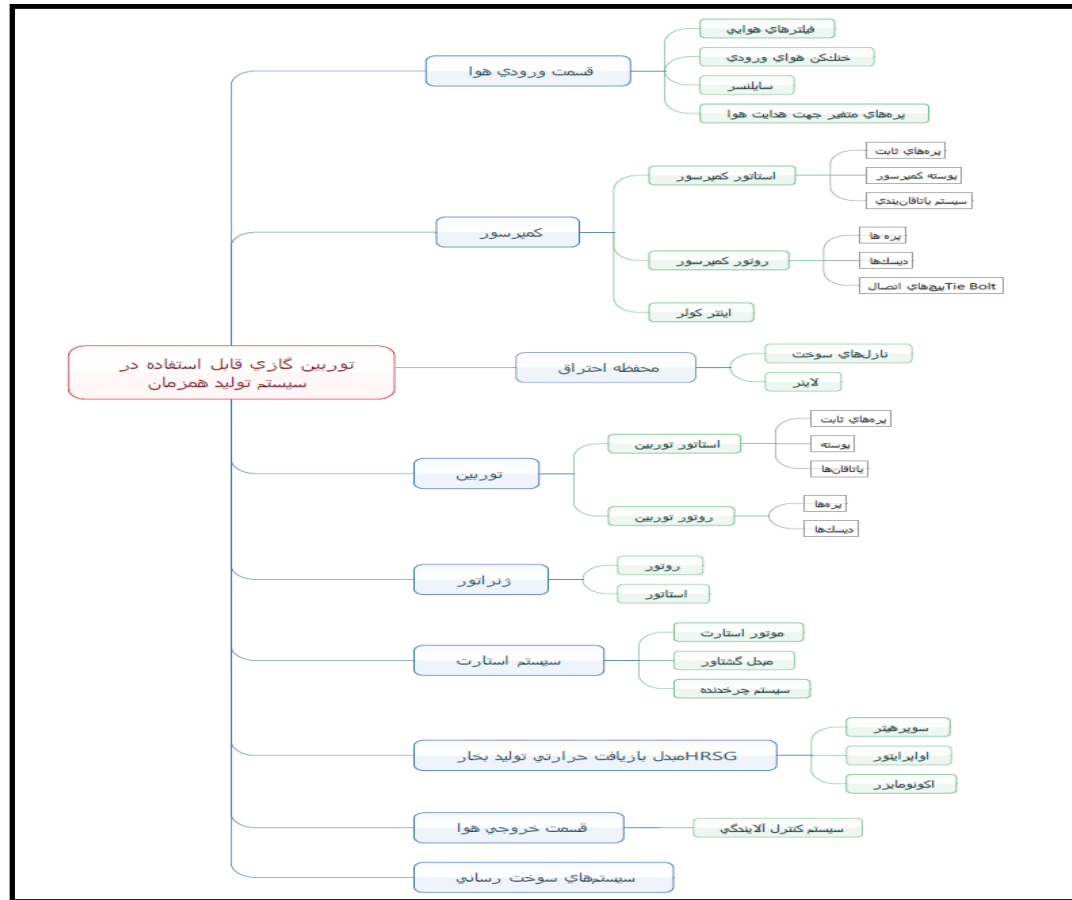 توربين گازي قابل استفاده در
سيستم توليد همزمان
قسمت ورودي هوا
فيلترهاي هوايي
خنك‌كن هواي ورودي
سايلنسر
پره‌هاي متغير جهت هدايت هوا
كمپرسور
استاتور كمپرسور
پره‌هاي ثابت
پوسته كمپرسور
سيستم ياتاقان‌بندي
روتور كمپرسور
پره ها
ديسك‌ها
پيچ‌هاي اتصال Tie Bolt
اينتر كولر
محفظه احتراق
نازل‌هاي سوخت
لاينر
توربين
استاتور توربين
پره‌هاي ثابت
پوسته
ياتاقان‌ها
روتور توربين
پره‌ها
ديسك‌ها
ژنراتور
روتور
استاتور
سيستم استارت
موتور استارت
مبدل گشتاور
سيستم چرخدنده
مبدل بازيافت حرارتي توليد بخار HRSG
سوپرهيتر
اواپراتور
اكونومايزر
قسمت خروجي هوا
سيستم كنترل آلايندگي
سيستم‌هاي سوخت رساني